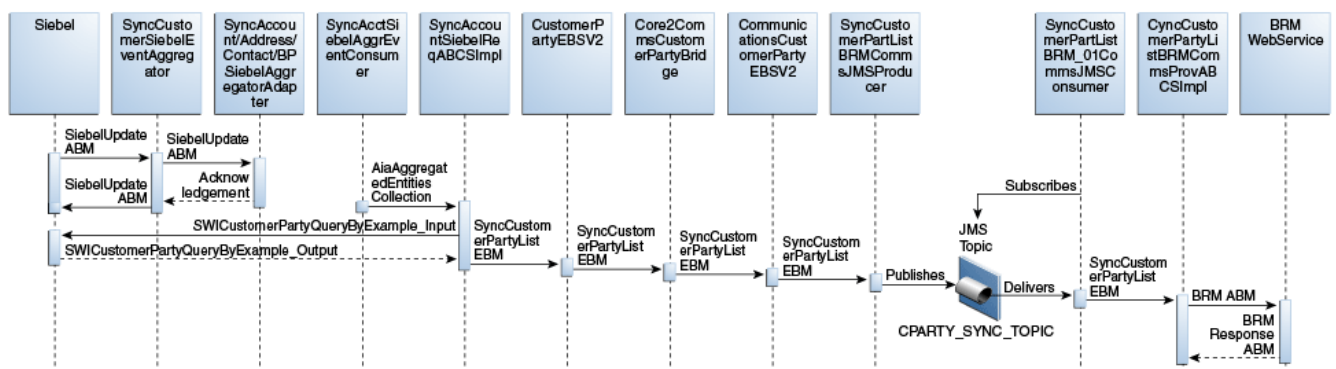 Siebel
SyncCusto
merSiebelE
ventAggreg
ator
SyncAcco
unt/Address/
Contact/BP
SiebelAggr
egatorAdap
ter
SyncAcctSi
ebelAggrEv
entConsum
er
SyncAccou
ntSiebelRe
qABCSImpl
CustomerP
artyEBSV2
Core2Com
msCustom
erPartyBrid
ge
Communic
ationsCust
omerParty
EBSV2
SyncCusto
merPartList
BRMComm
sJMSProdu
cer
SyncCusto
merPartList
BRM_01Co
mmsJMSC
onsumer
CyncCusto
merPartyLi
stBRMCom
msProvAB
CSImpl
BRM
WebService
SiebelUpdate
ABM
SiebelUpdate
ABM
SiebelUpdate
ABM
Acknow
ledgement
AiaAggregat
edEntities
Collection
SWICustomerPartyQueryByExample_Input
SWICustomerPartyQueryByExample_Output
SyncCustom
erPartyList
EBM
SyncCustom
erPartyList
EBM
SyncCustom
erPartyList
EBM
SyncCustom
erPartyList
EBM
Publishes
Subscribes
JMS
Topic
Delivers
CPARTY_SYNC_TOPIC
SyncCustom
erPartyList
EBM
BRM ABM
BRM
Response
ABM